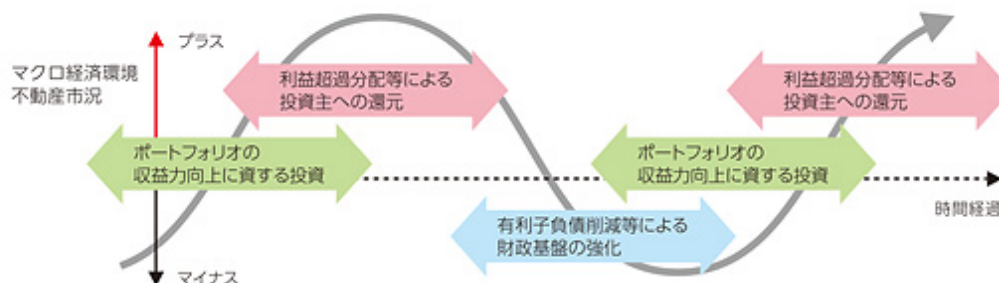 プラス
マクロ経済環境
不動産市況
利益超過分配等による
投資主への還元
利益超過分配等による
投資主への還元
ポートフォリオの
収益力向上に資する投資
ポートフォリオの
収益力向上に資する投資
時間経過
有利子負債削減等による
財政基盤の強化
マイナス